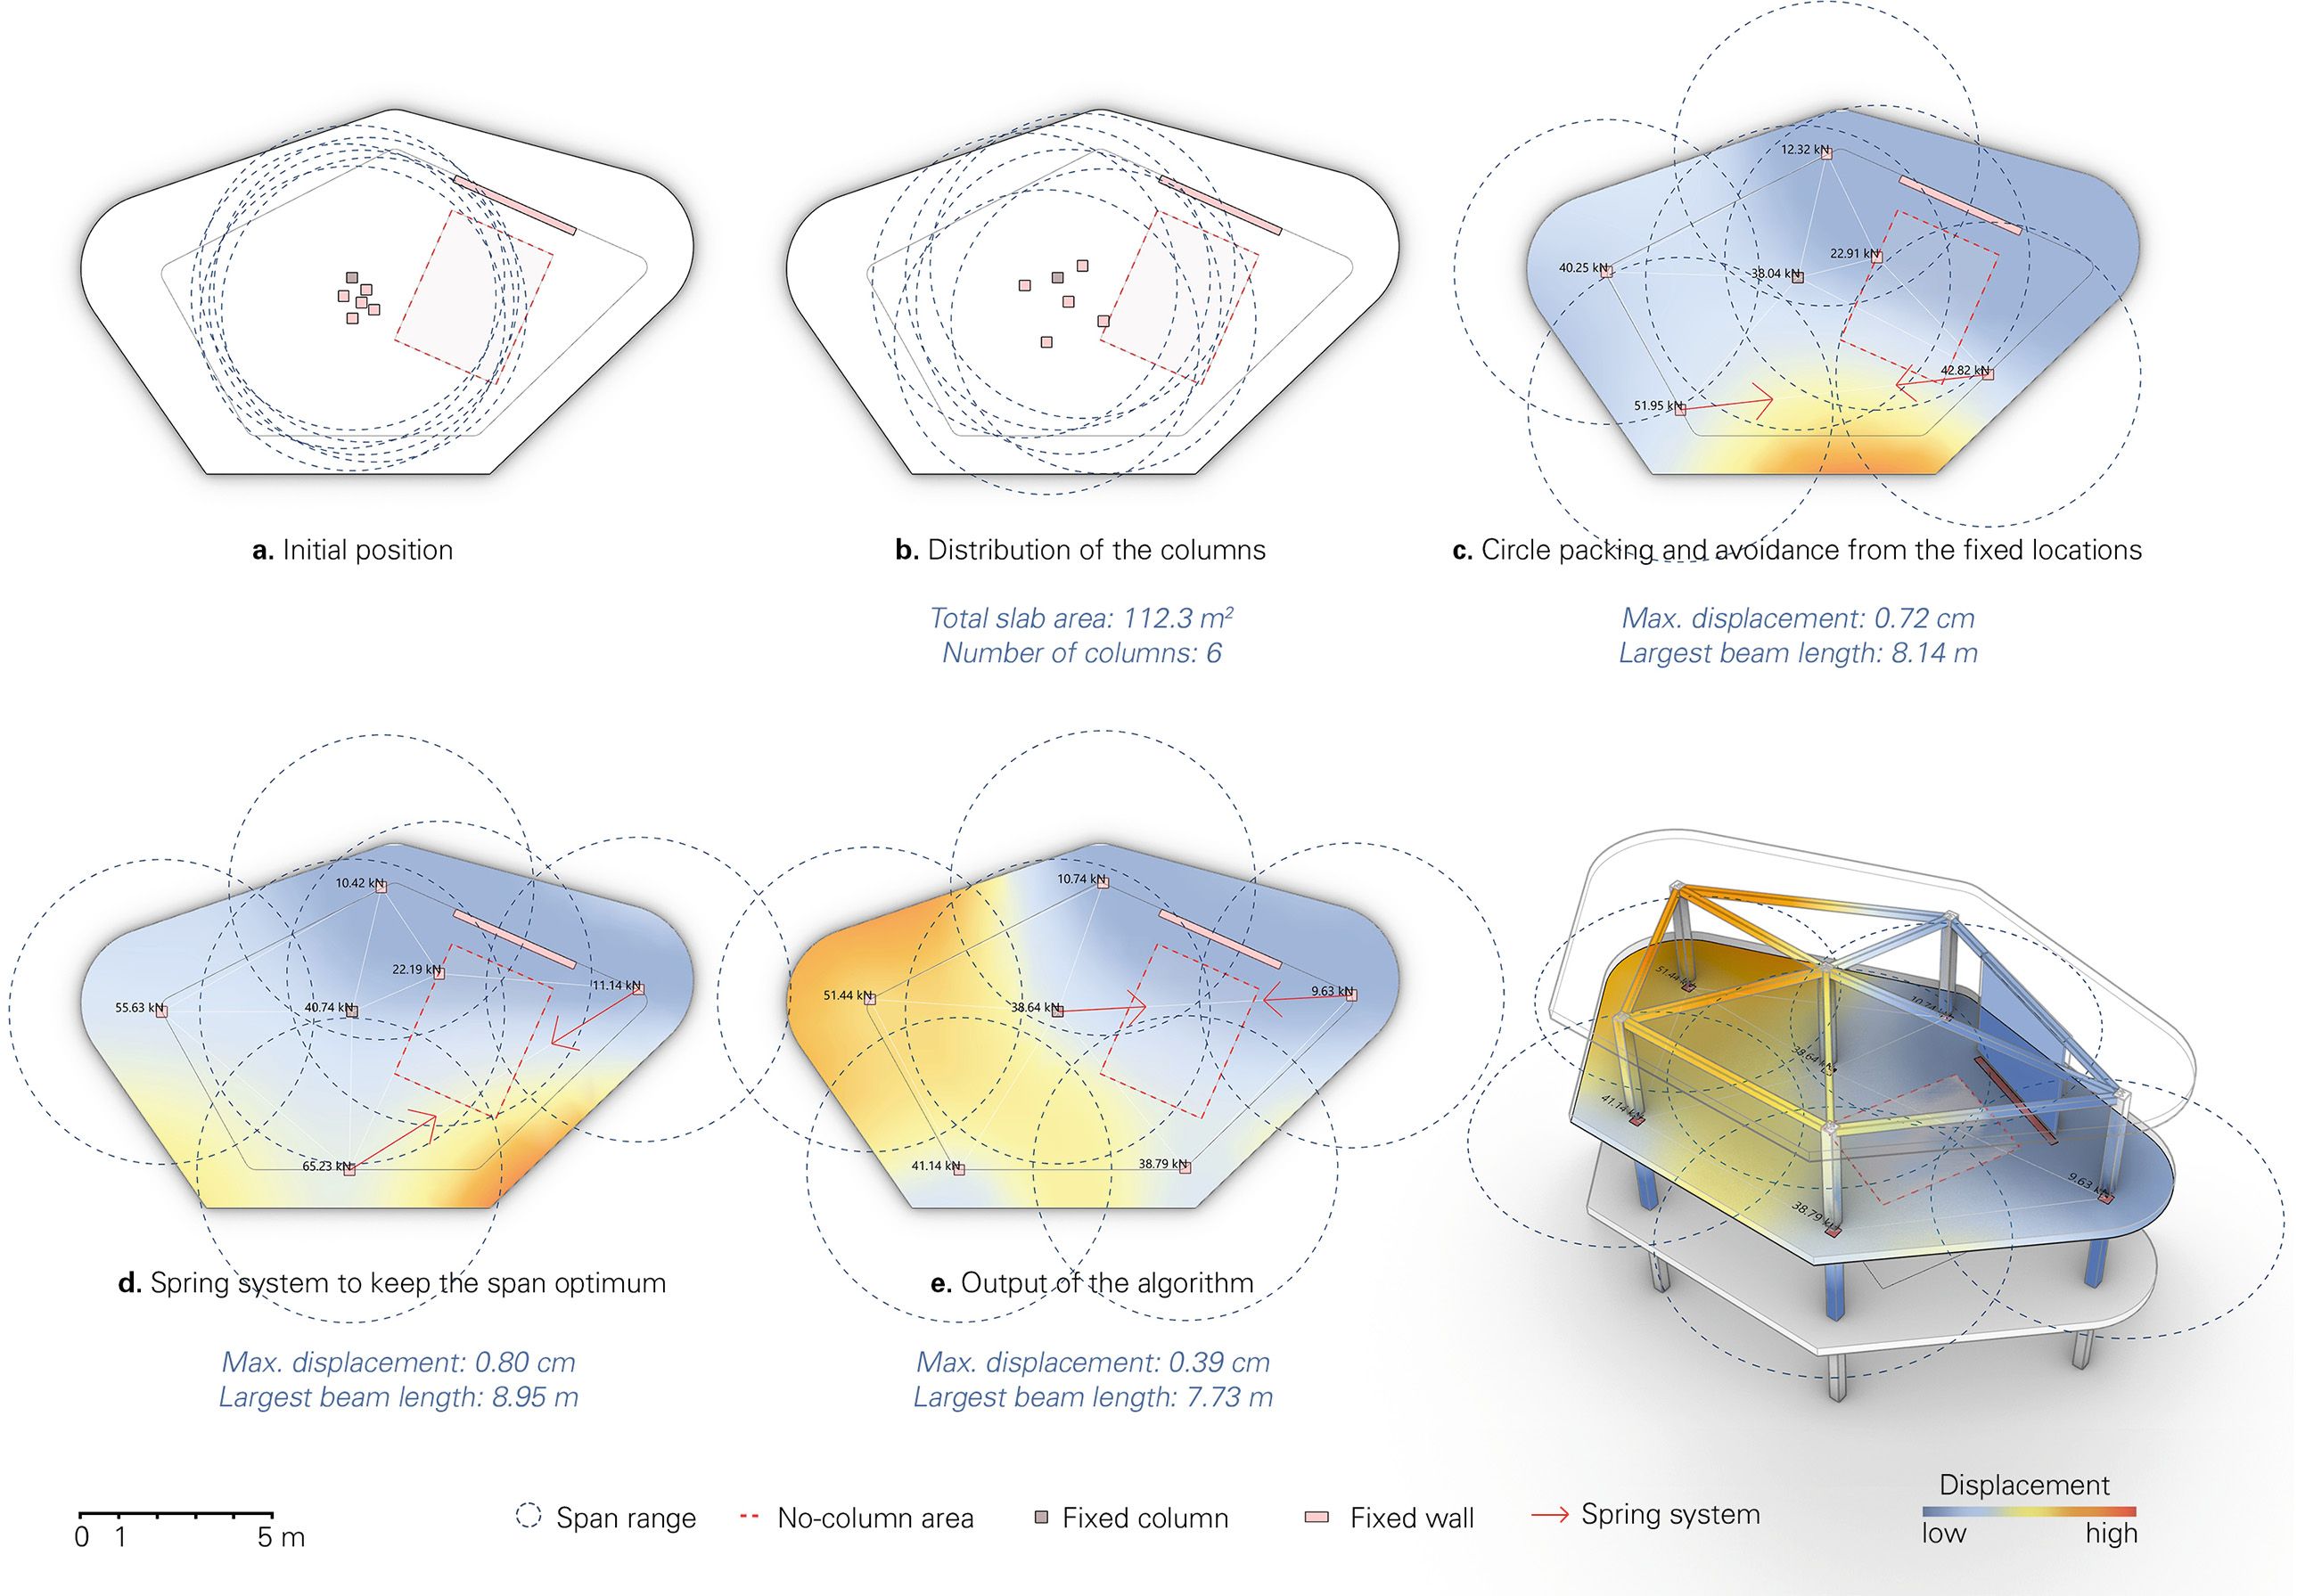 12.32 kN
22.91 kN
40.25 kN
38.04 kN
42.82 kN
51.95 kN
a. Initial position
b. Distribution of the columns
c. Circle packing and avoidance from the fixed locations
Total slab area: 112.3 m²
Number of columns: 6
Max. displacement: 0.72 cm
Largest beam length: 8.14 m
10.42 kN
22.19 kN
11.14 kN
55.63 kN
40.74 kN
65.23 kN
10.74 kN
51.44 kN
38.64 kN
9.63 kN
41.14 kN
38.79 kN
51.44 kN
10.74 kN
38.64 kN
41.14 kN
9.63 kN
38.79 kN
d. Spring system to keep the span optimum
e. Output of the algorithm
Max. displacement: 0.80 cm
Largest beam length: 8.95 m
Max. displacement: 0.39 cm
Largest beam length: 7.73 m
0 1 5 m
Span range
No-column area
Fixed column
Fixed wall
Spring system
Displacement
low high